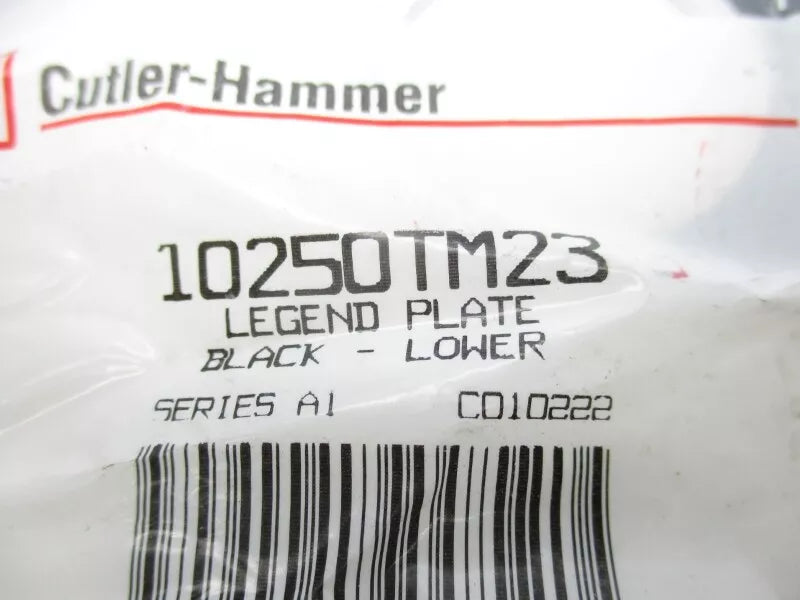 Cutler-Hammer
10250TM23
LEGEND PLATE
BLACK - LOWER
SERIES A1 C010222